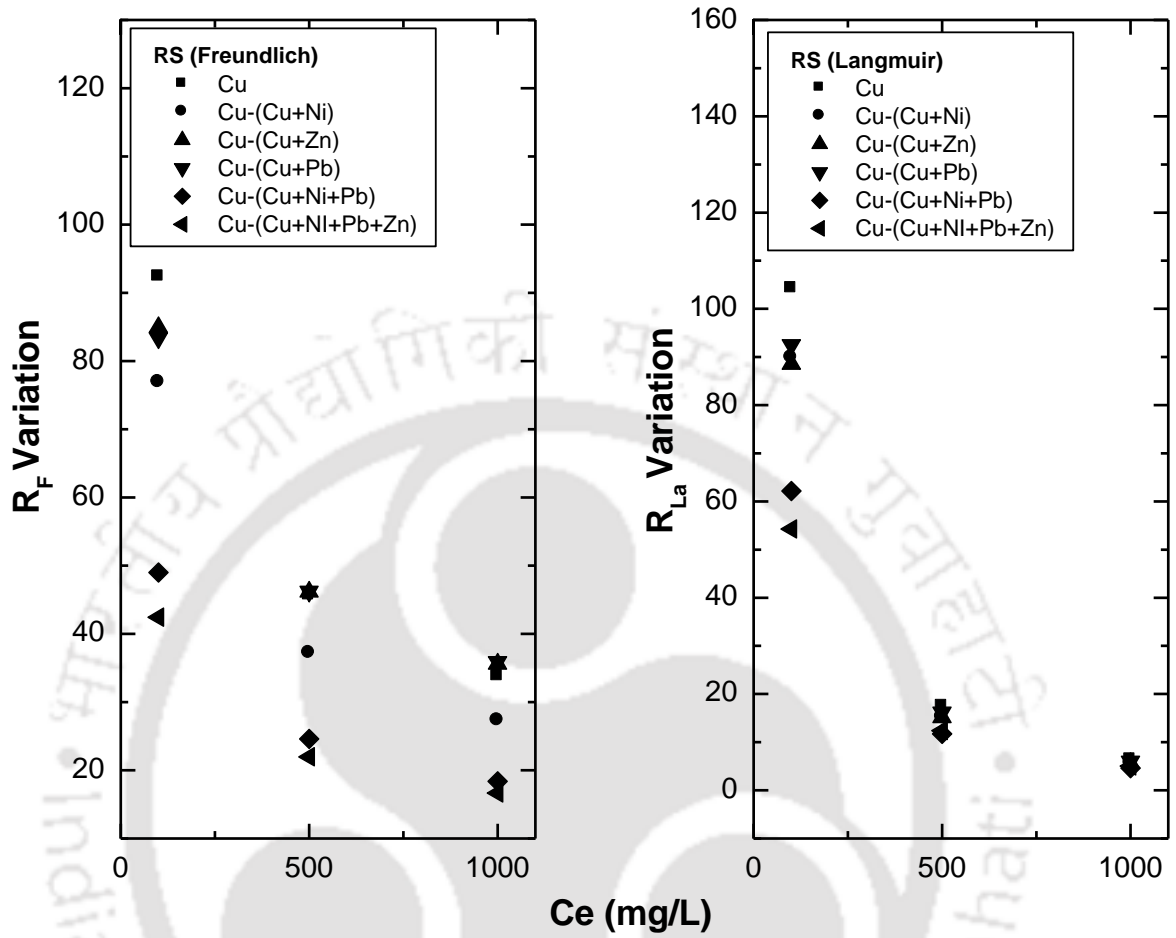 RS (Freundlich)
Cu
Cu-(Cu+Ni)
Cu-(Cu+Zn)
Cu-(Cu+Pb)
Cu-(Cu+Ni+Pb)
Cu-(Cu+NI+Pb+Zn)
120
100
80
60
40
20
0
500
1000
R_F Variation
RS (Langmuir)
Cu
Cu-(Cu+Ni)
Cu-(Cu+Zn)
Cu-(Cu+Pb)
Cu-(Cu+Ni+Pb)
Cu-(Cu+NI+Pb+Zn)
160
140
120
100
80
60
40
20
0
0
500
1000
R_La Variation
Ce (mg/L)
भारतीय प्रौद्योगिकी संस्थान गुवाहाटी